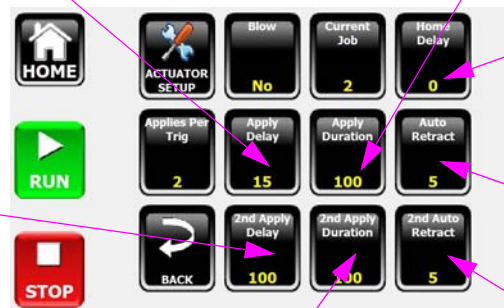 HOME
ACTUATOR
SETUP
Blow
No
Current
Job
2
Home
Delay
0
RUN
Applies Per
Trig
2
Apply
Delay
15
Apply
Duration
100
Auto
Retract
5
STOP
BACK
2nd Apply
Delay
100
2nd Apply
Duration
100
2nd Auto
Retract
5